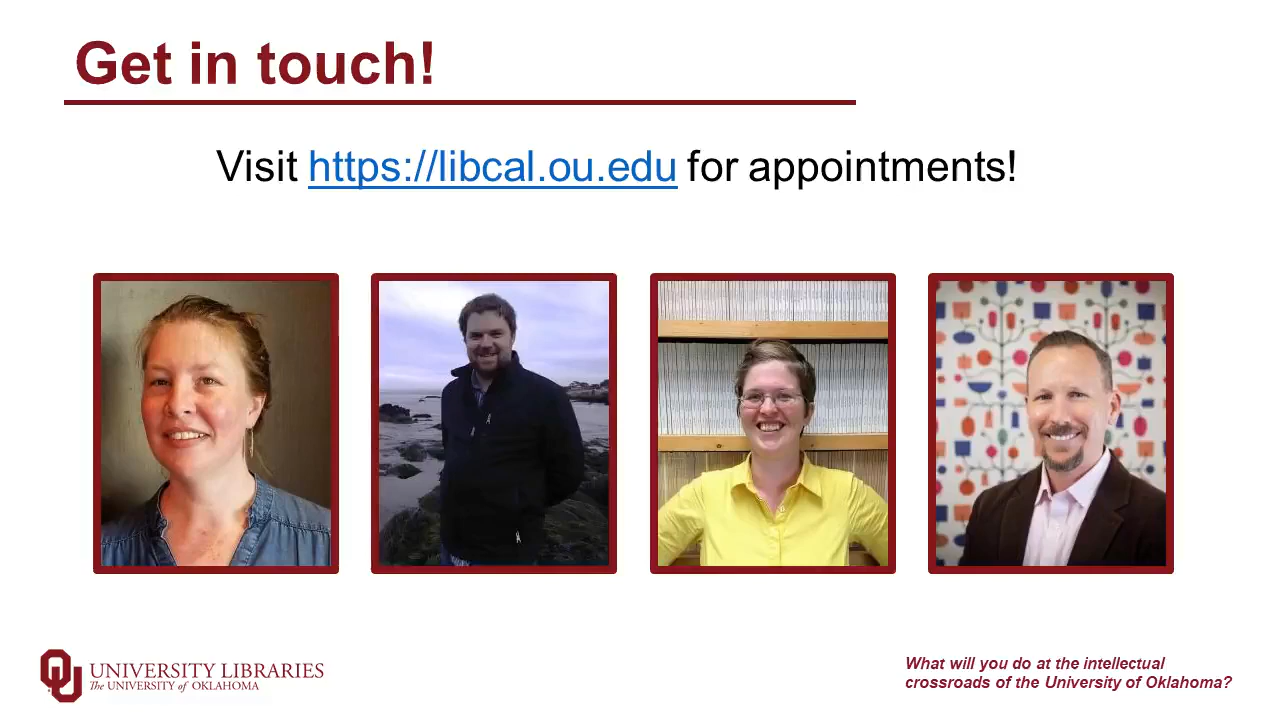 Get in touch!
Visit https://libcal.ou.edu for appointments!
UNIVERSITY LIBRARIES
The UNIVERSITY of OKLAHOMA
What will you do at the intellectual
crossroads of the University of Oklahoma?